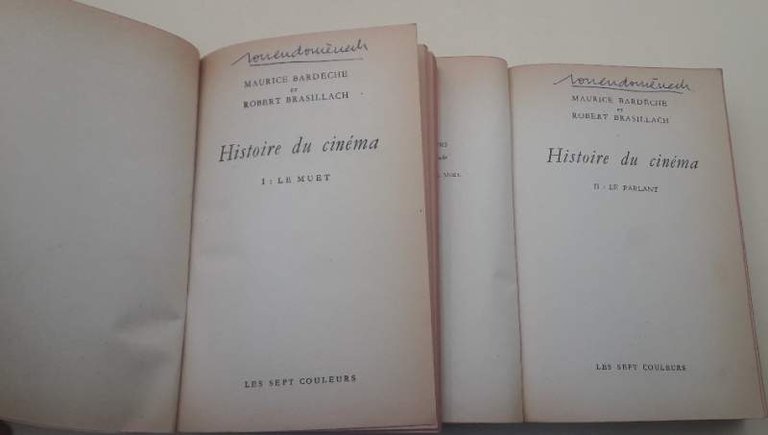 MAURICE BARDÈCHE
ET
ROBERT BRASILLACH
Histoire du cinéma
I : LE MUET
LES SEPT COULEURS
MAURICE BARDÈCHE
ET
ROBERT BRASILLACH
Histoire du cinéma
II : LE PARLANT
LES SEPT COULEURS